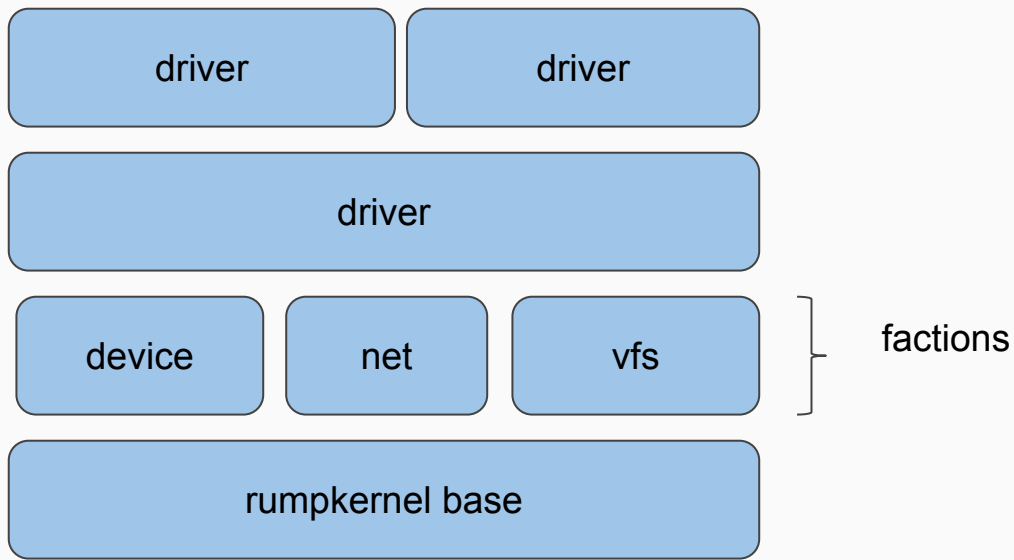 driver
driver
driver
device
net
vfs
factions
rumpkernel base